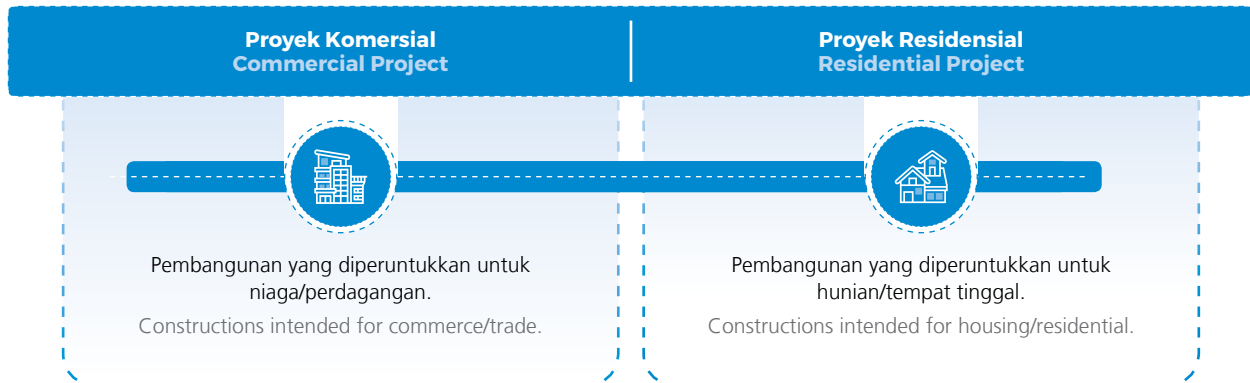 Proyek Komersial
Commercial Project
Pembangunan yang diperuntukkan untuk
niaga/perdagangan.
Constructions intended for commerce/trade.
Proyek Residensial
Residential Project
Pembangunan yang diperuntukkan untuk
hunian/tempat tinggal.
Constructions intended for housing/residential.